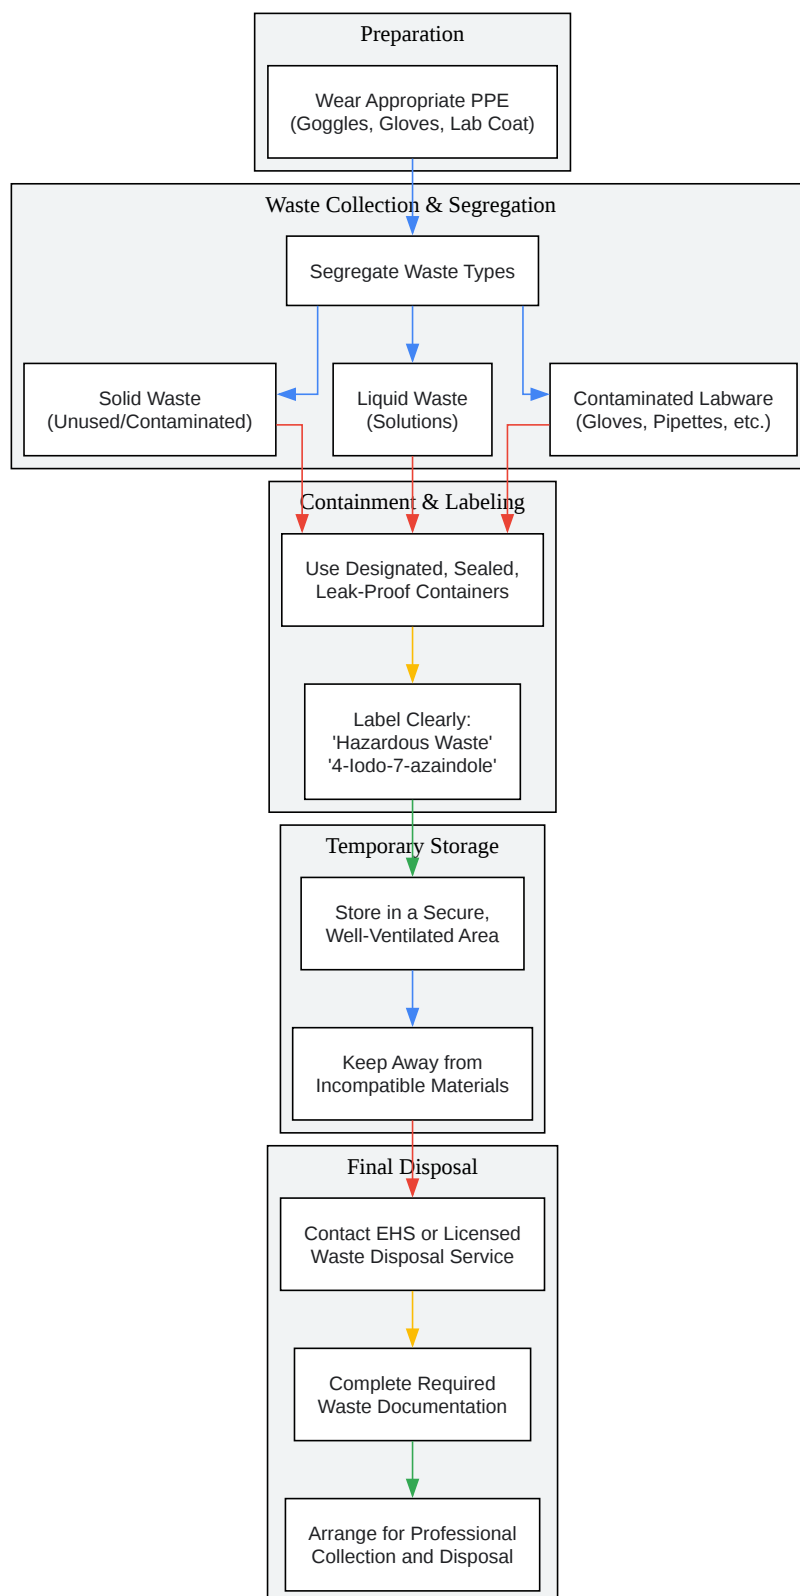 Preparation
Wear Appropriate PPE
(Goggles, Gloves, Lab Coat)
Waste Collection & Segregation
Segregate Waste Types
Solid Waste
(Unused/Contaminated)
Liquid Waste
(Solutions)
Contaminated Labware
(Gloves, Pipettes, etc.)
Containment & Labeling
Use Designated, Sealed,
Leak-Proof Containers
Label Clearly:
'Hazardous Waste'
'4-Iodo-7-azaindole'
Temporary Storage
Store in a Secure,
Well-Ventilated Area
Keep Away from
Incompatible Materials
Final Disposal
Contact EHS or Licensed
Waste Disposal Service
Complete Required
Waste Documentation
Arrange for Professional
Collection and Disposal